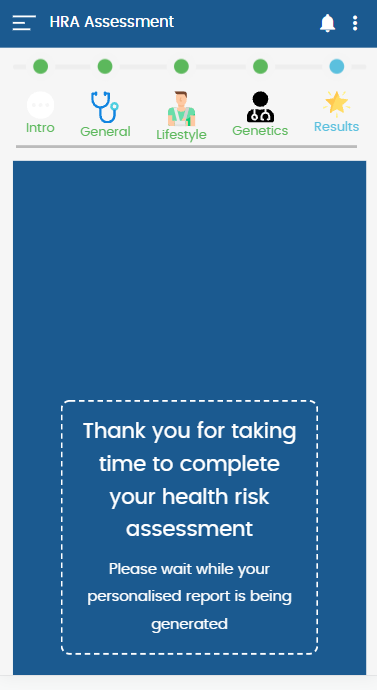 HRA Assessment
Intro
General
Lifestyle
Genetics
Results
Thank you for taking
time to complete
your health risk
assessment
Please wait while your
personalised report is being
generated